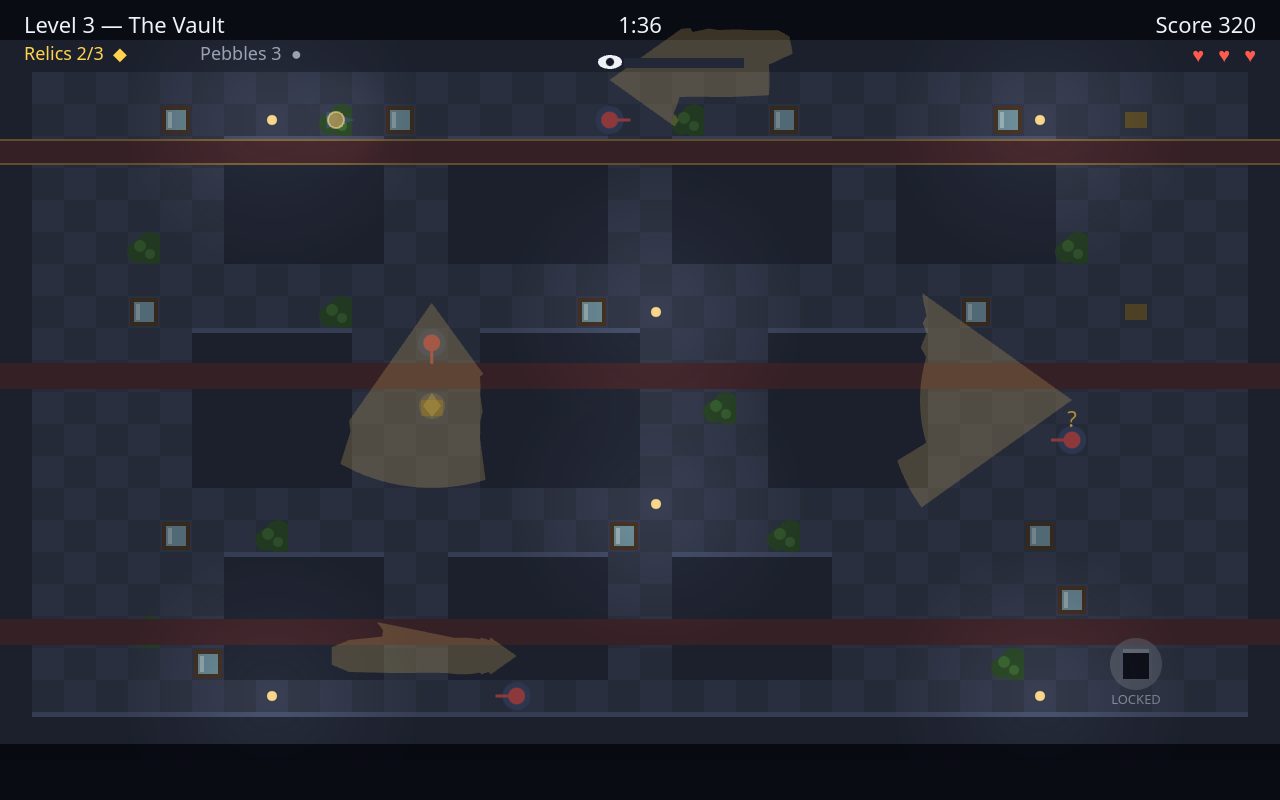 Level 3 — The Vault
1:36
Score 320
Relics 2/3 ◆
Pebbles 3 ●
♥ ♥ ♥
?
LOCKED